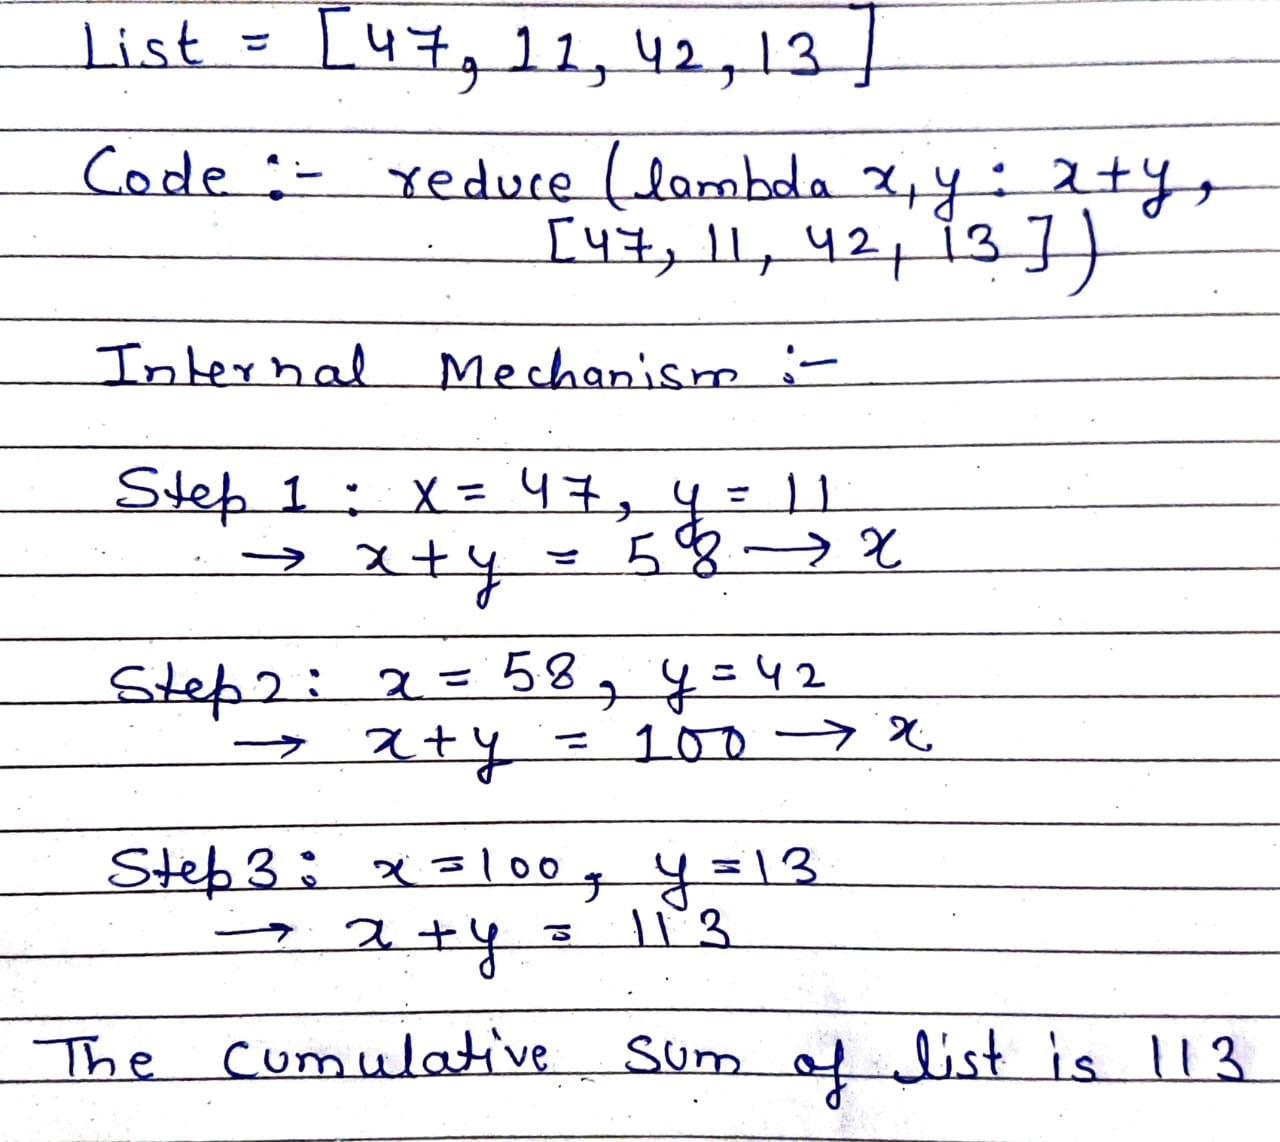 List = [47, 11, 42, 13]
Code :- reduce (lambda x, y : x+y,
[47, 11, 42, 13])
Internal Mechanism :-
Step 1 : x = 47, y = 11
→ x+y = 58 → x
Step 2 : x = 58, y = 42
→ x+y = 100 → x
Step 3 : x = 100, y = 13
→ x+y = 113
The cumulative sum of list is 113